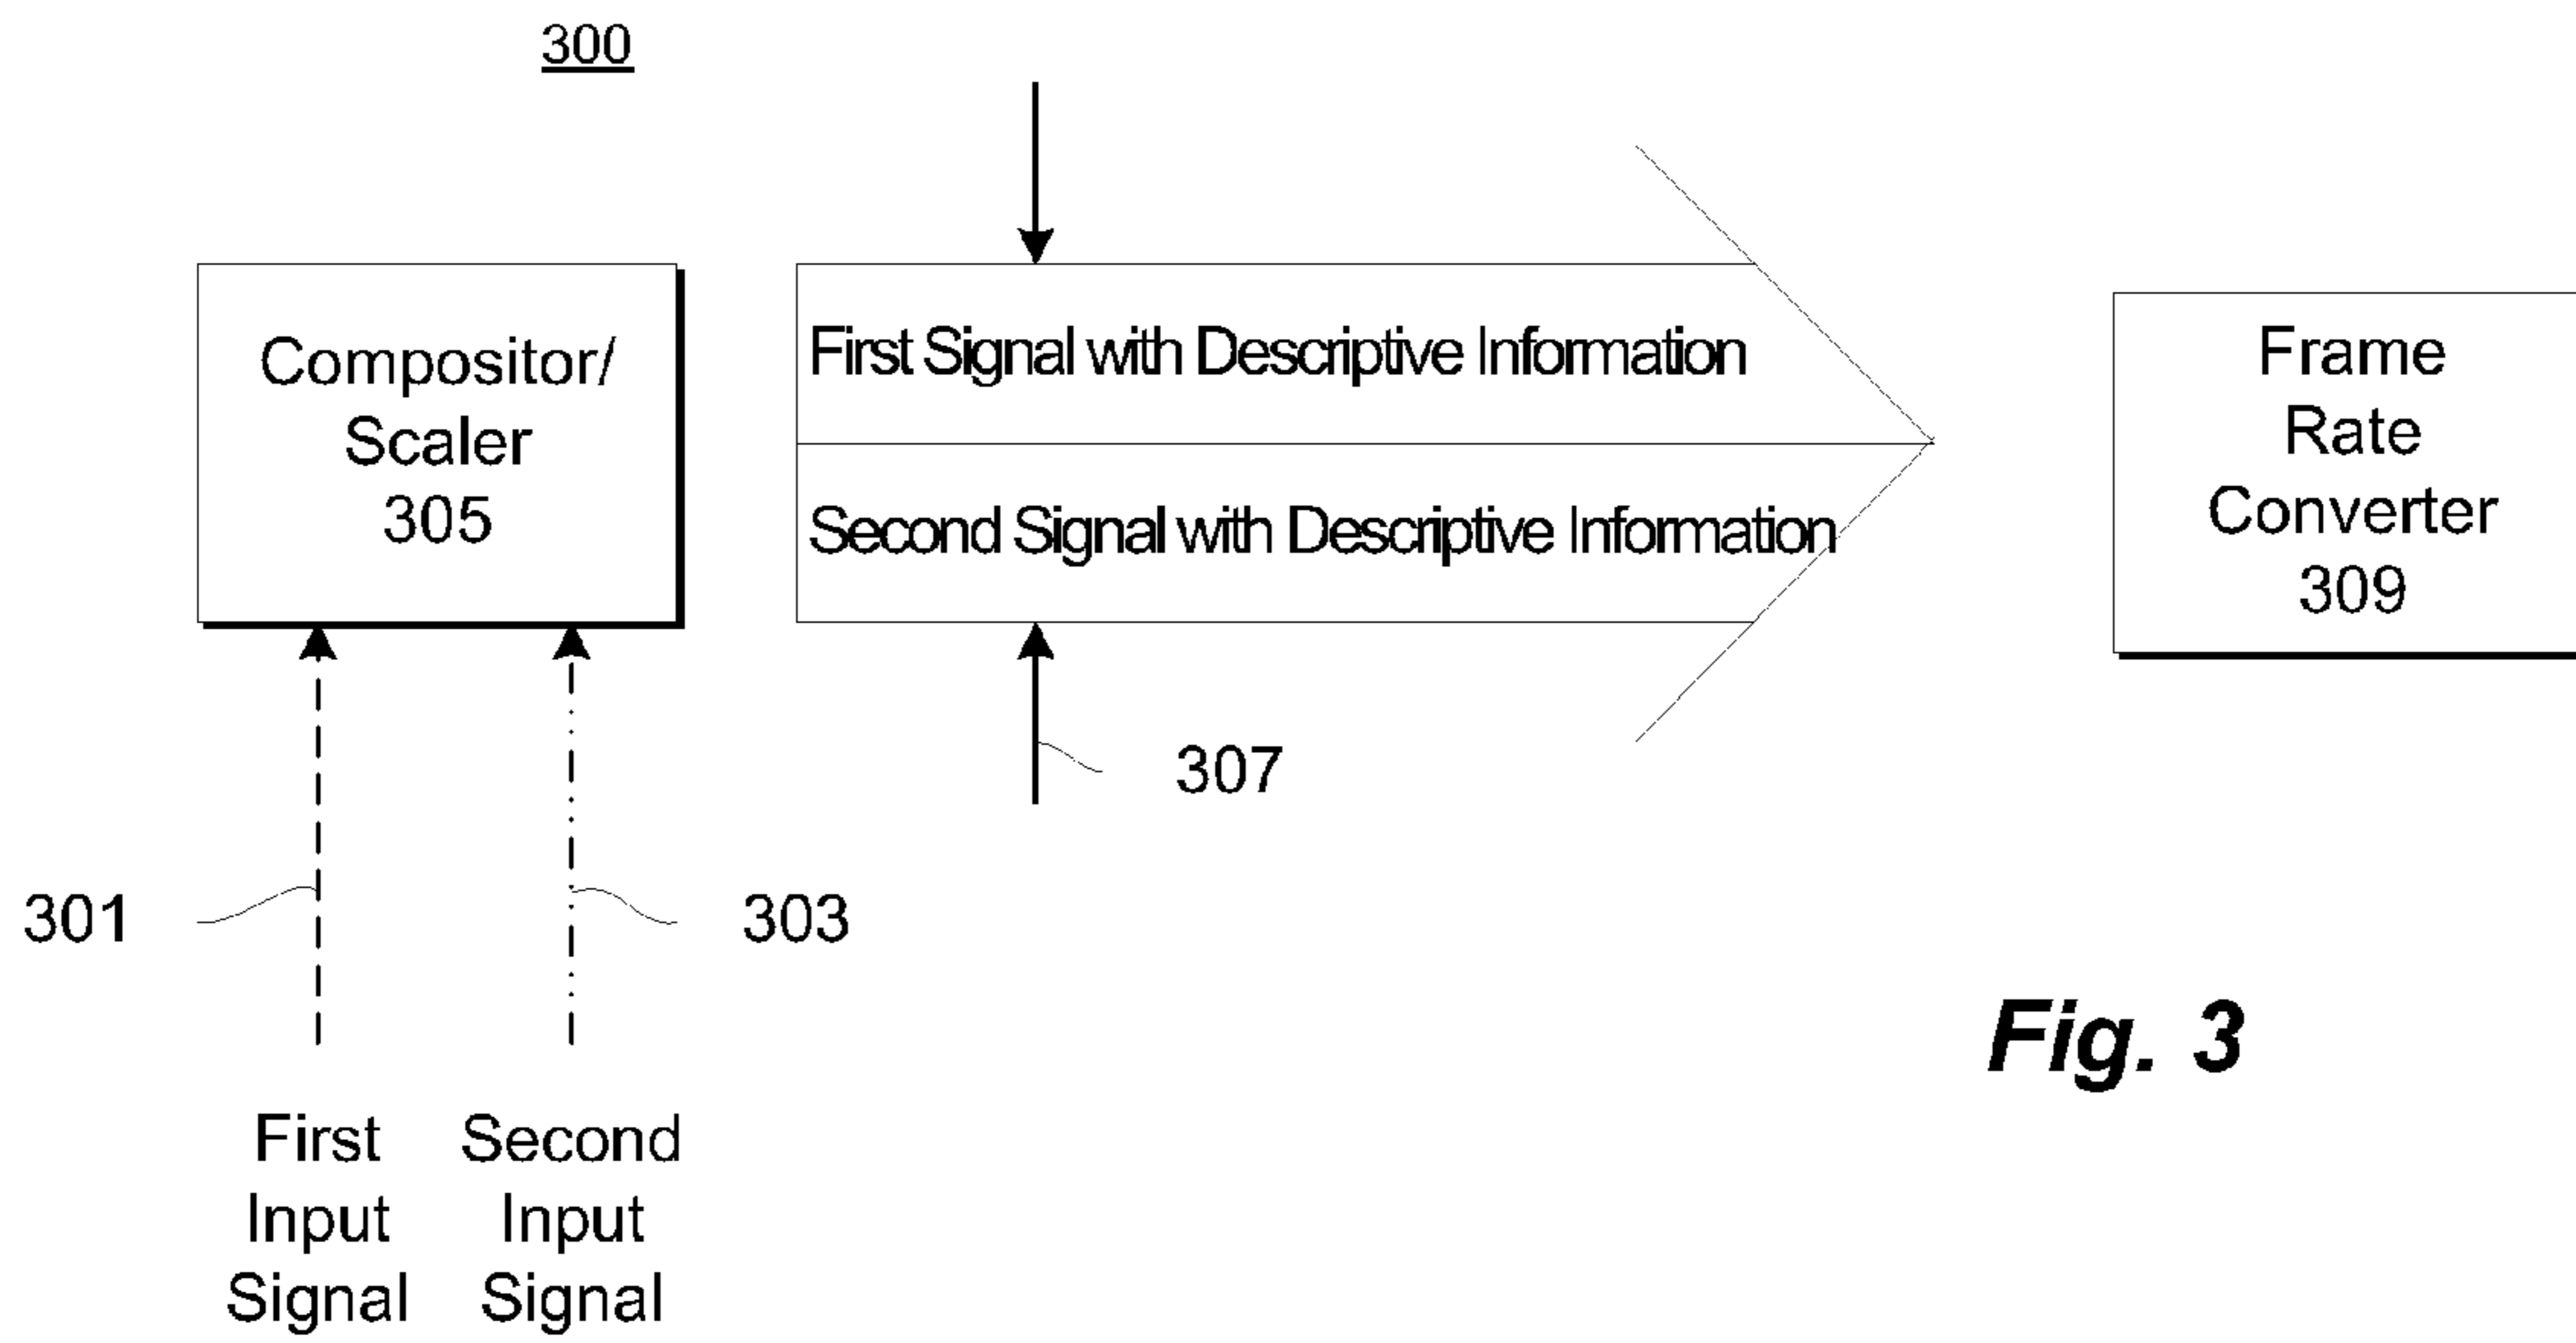 300
Compositor/
Scaler
305
First Signal with Descriptive Information
Second Signal with Descriptive Information
Frame
Rate
Converter
309
307
301
303
First
Input
Signal
Second
Input
Signal
Fig. 3